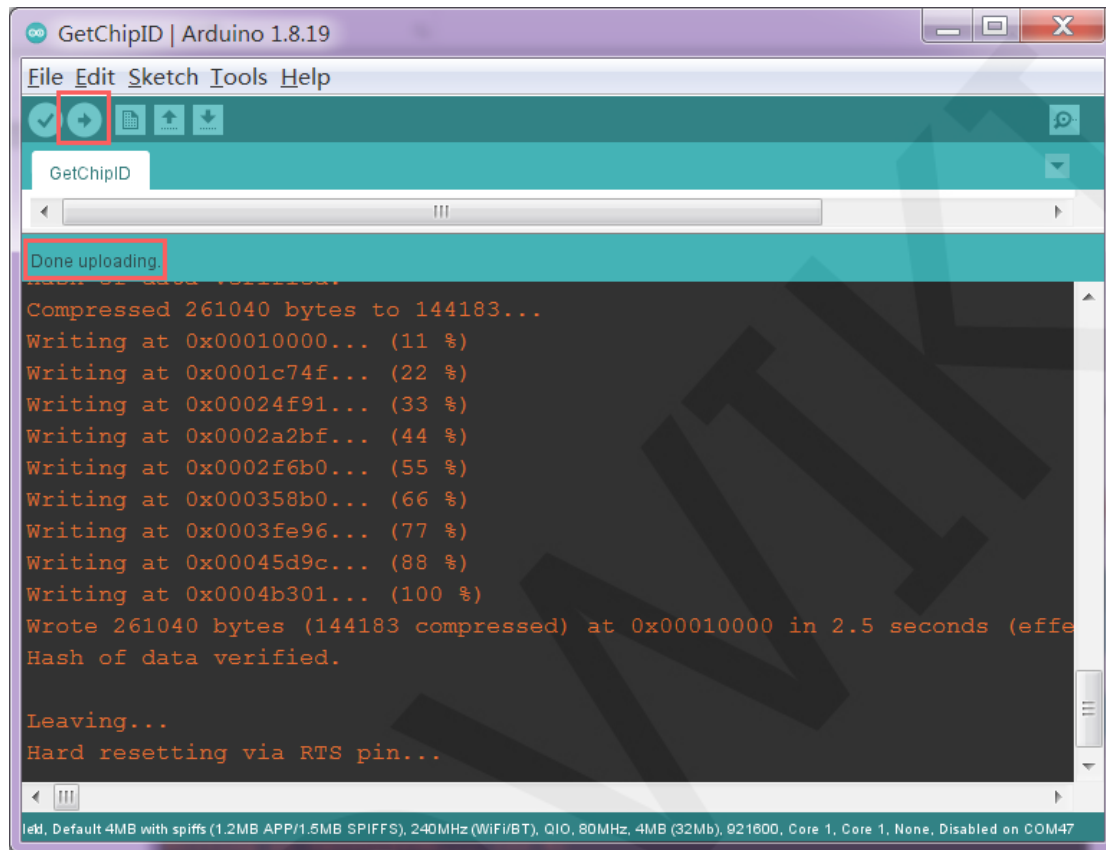 GetChipID | Arduino 1.8.19
File Edit Sketch Tools Help
GetChipID
Done uploading.
Hash of data verified.
Compressed 261040 bytes to 144183...
Writing at 0x00010000... (11 %)
Writing at 0x0001c74f... (22 %)
Writing at 0x00024f91... (33 %)
Writing at 0x0002a2bf... (44 %)
Writing at 0x0002f6b0... (55 %)
Writing at 0x000358b0... (66 %)
Writing at 0x0003fe96... (77 %)
Writing at 0x00045d9c... (88 %)
Writing at 0x0004b301... (100 %)
Wrote 261040 bytes (144183 compressed) at 0x00010000 in 2.5 seconds (effe
Hash of data verified.
Leaving...
Hard resetting via RTS pin...
Default 4MB with spiffs (1.2MB APP/1.5MB SPIFFS), 240MHz (WiFi/BT), QIO, 80MHz, 4MB (32Mb), 921600, Core 1, Core 1, None, Disabled on COM47